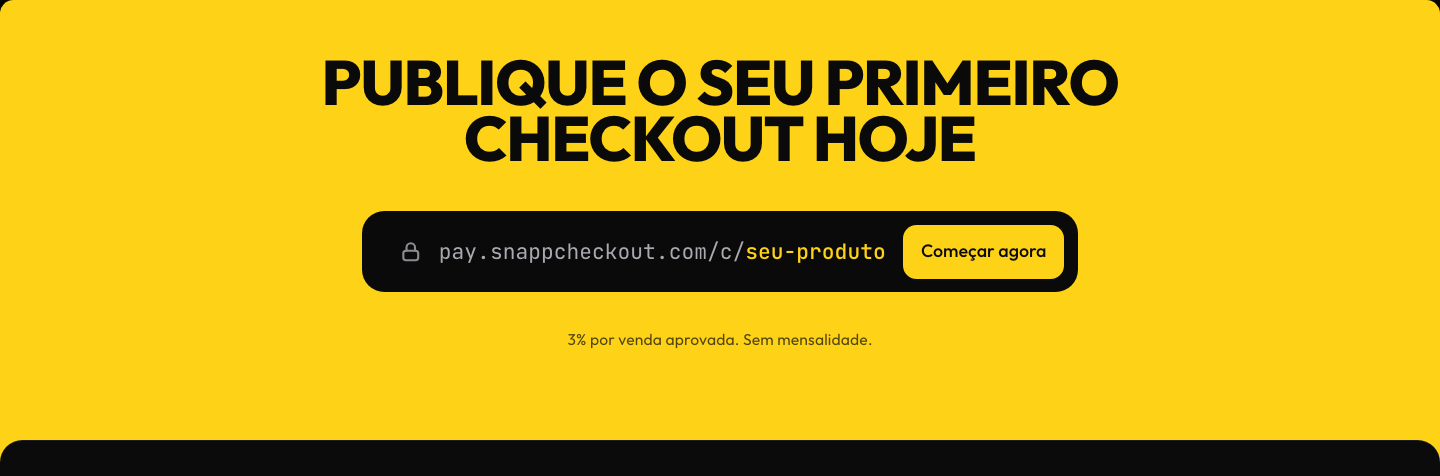 PUBLIQUE O SEU PRIMEIRO
CHECKOUT HOJE
pay.snappcheckout.com/c/seu-produto
Começar agora
3% por venda aprovada. Sem mensalidade.